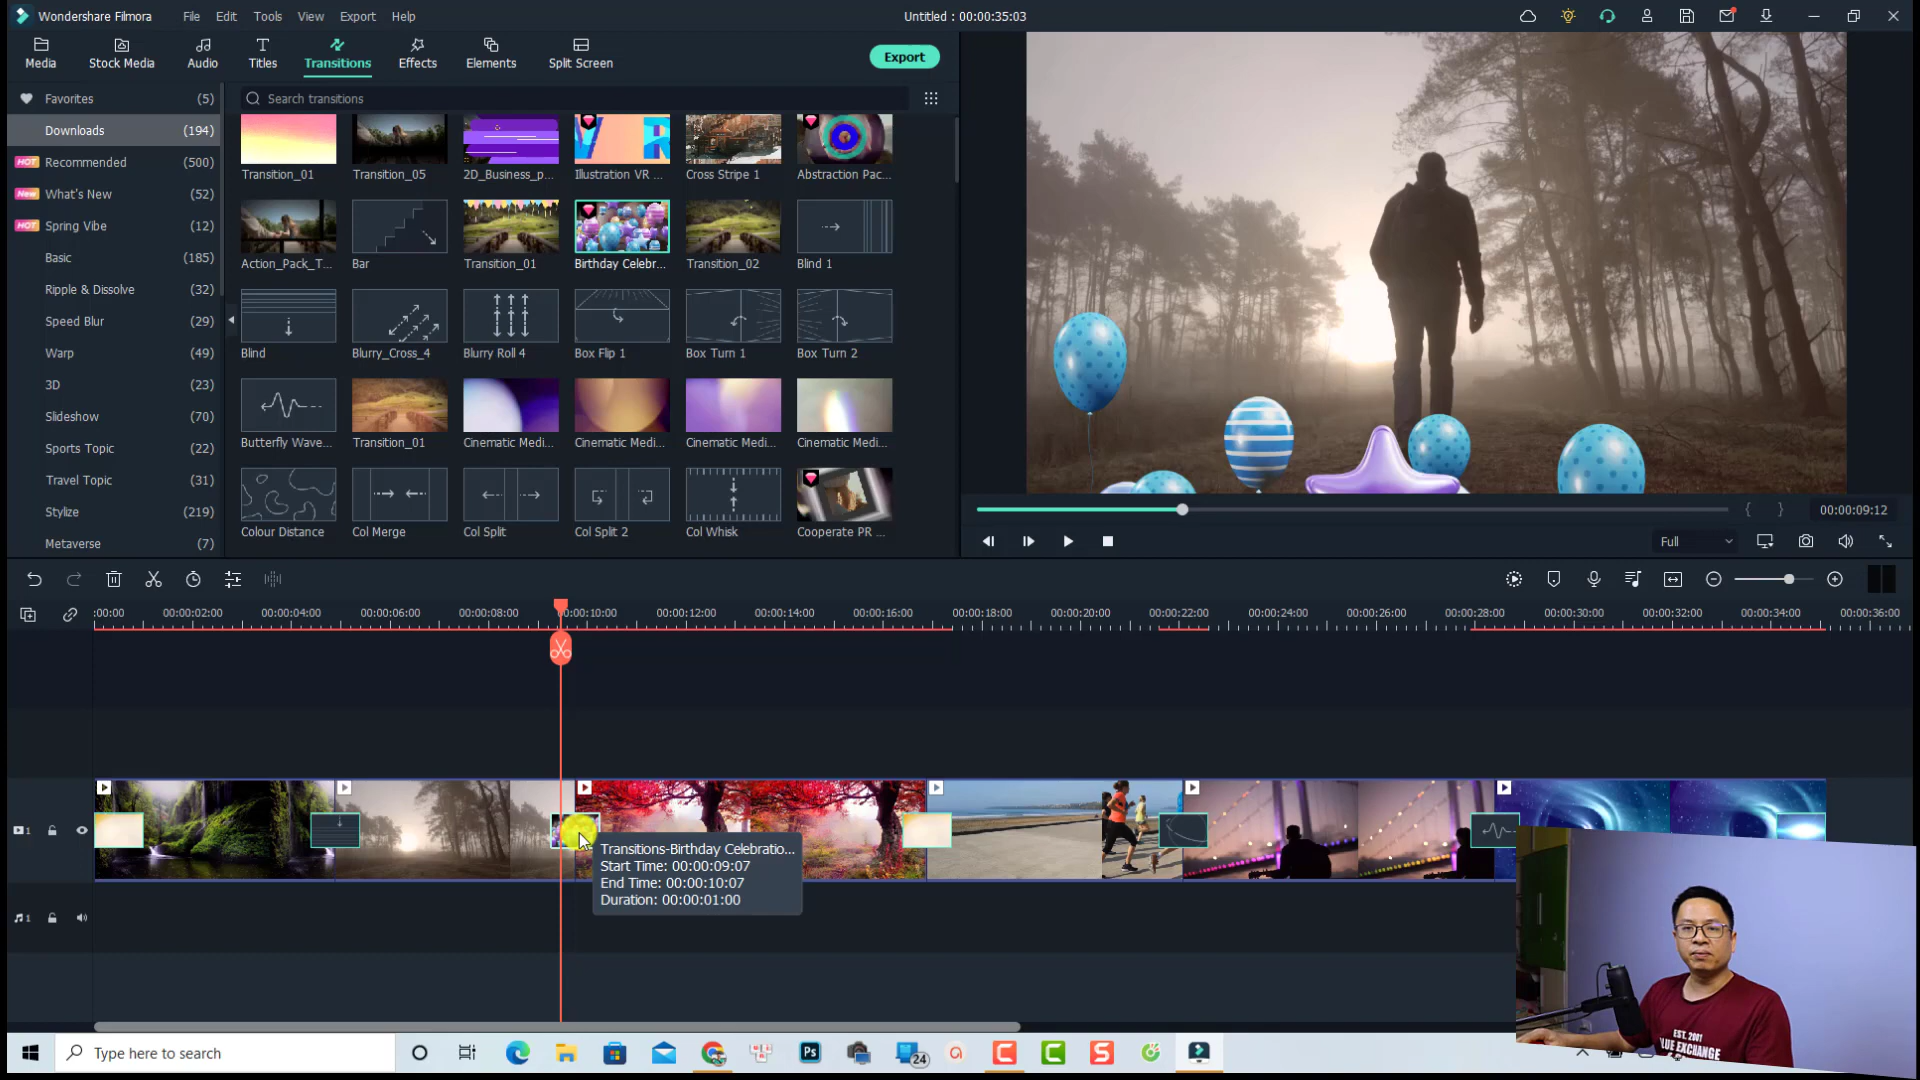 Wondershare Filmora
File
Edit
Tools
View
Export
Help
Untitled : 00:00:35:03
Media
Stock Media
Audio
Titles
Transitions
Effects
Elements
Split Screen
Export
Favorites (5)
Downloads (194)
HOT Recommended (500)
New What's New (52)
HOT Spring Vibe (12)
Basic (185)
Ripple & Dissolve (32)
Speed Blur (29)
Warp (49)
3D (23)
Slideshow (70)
Sports Topic (22)
Travel Topic (31)
Stylize (219)
Metaverse (7)
Search transitions
Transition_01
Transition_05
2D_Business_p...
Illustration VR ...
Cross Stripe 1
Abstraction Pac...
Action_Pack_T...
Bar
Transition_01
Birthday Celebr...
Transition_02
Blind 1
Blind
Blurry_Cross_4
Blurry Roll 4
Box Flip 1
Box Turn 1
Box Turn 2
Butterfly Wave...
Transition_01
Cinematic Medi...
Cinematic Medi...
Cinematic Medi...
Cinematic Medi...
Colour Distance
Col Merge
Col Split
Col Split 2
Col Whisk
Cooperate PR ...
00:00:09:12
Full
:00:00
00:00:02:00
00:00:04:00
00:00:06:00
00:00:08:00
00:00:10:00
00:00:12:00
00:00:14:00
00:00:16:00
00:00:18:00
00:00:20:00
00:00:22:00
00:00:24:00
00:00:26:00
00:00:28:00
00:00:30:00
00:00:32:00
00:00:34:00
00:00:36:00
1
Transitions-Birthday Celebratio...
Start Time: 00:00:09:07
End Time: 00:00:10:07
Duration: 00:00:01:00
1
EST. 2001
BLUE EXCHANGE
Type here to search
Ps
24